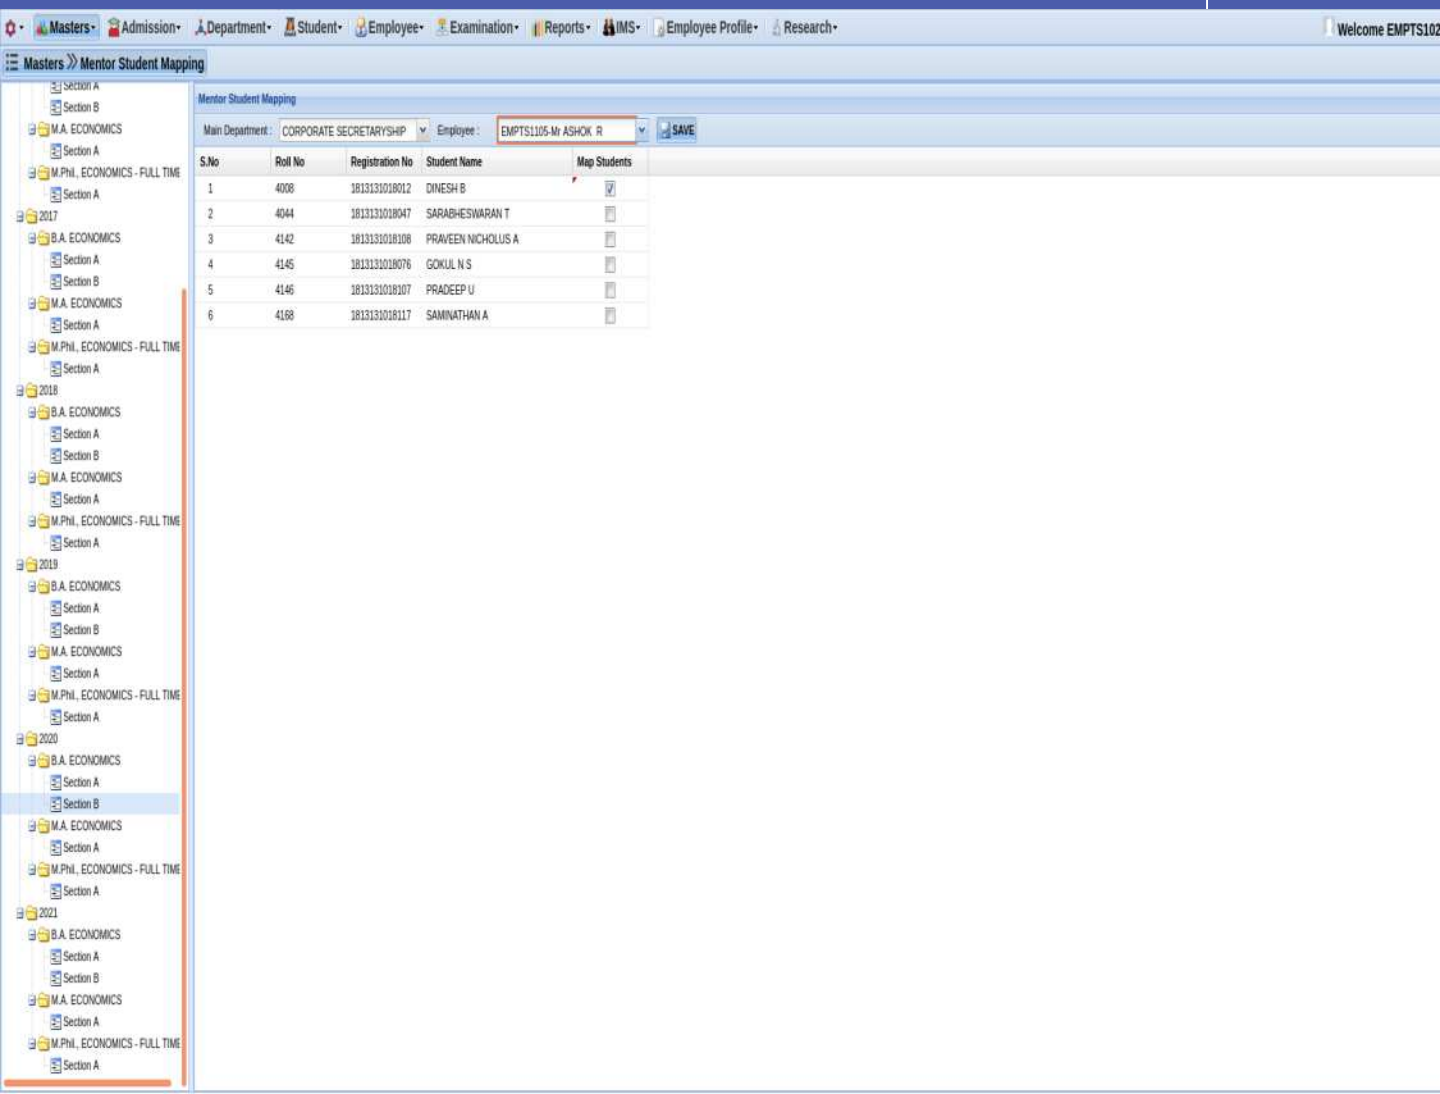 Masters Admission Department Student Employee Examination Reports IMS Employee Profile Research Welcome EMPTS102
Masters » Mentor Student Mapping
Section A
Section B
M.A. ECONOMICS
Section A
M.Phil., ECONOMICS - FULL TIME
Section A
2017
B.A. ECONOMICS
Section A
Section B
M.A. ECONOMICS
Section A
M.Phil., ECONOMICS - FULL TIME
Section A
2018
B.A. ECONOMICS
Section A
Section B
M.A. ECONOMICS
Section A
M.Phil., ECONOMICS - FULL TIME
Section A
2019
B.A. ECONOMICS
Section A
Section B
M.A. ECONOMICS
Section A
M.Phil., ECONOMICS - FULL TIME
Section A
2020
B.A. ECONOMICS
Section A
Section B
M.A. ECONOMICS
Section A
M.Phil., ECONOMICS - FULL TIME
Section A
2021
B.A. ECONOMICS
Section A
Section B
M.A. ECONOMICS
Section A
M.Phil., ECONOMICS - FULL TIME
Section A
Mentor Student Mapping
Main Department : CORPORATE SECRETARYSHIP Employee : EMPTS1105-Mr ASHOK R SAVE
S.No Roll No Registration No Student Name Map Students
1 4008 1813131018012 DINESH B
2 4044 1813131018047 SARABHESWARAN T
3 4142 1813131018108 PRAVEEN NICHOLUS A
4 4145 1813131018076 GOKUL N S
5 4146 1813131018107 PRADEEP U
6 4168 1813131018117 SAMINATHAN A